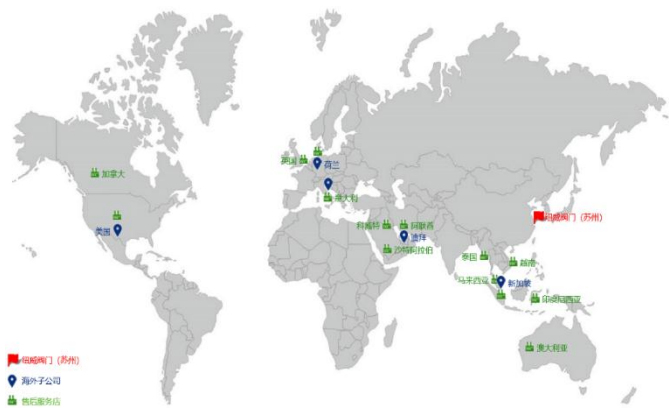 加拿大
美国
英国
荷兰
意大利
科威特
阿联酋
迪拜
沙特阿拉伯
纽威阀门（苏州）
泰国
越南
马来西亚
新加坡
印度尼西亚
澳大利亚
纽威阀门（苏州）
海外子公司
售后服务店